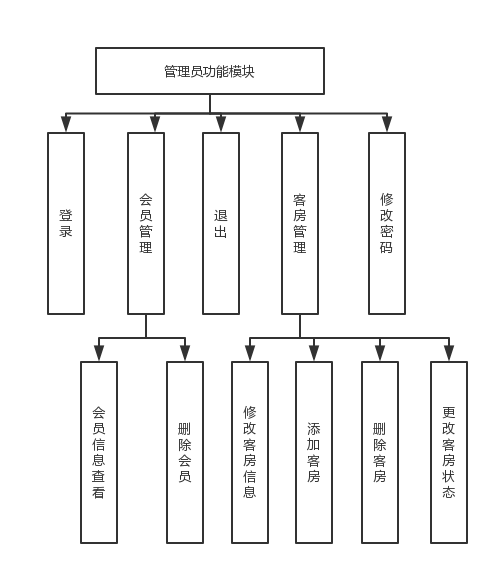 管理员功能模块
登录
会员管理
退出
客房管理
修改密码
会员信息查看
删除会员
修改客房信息
添加客房
删除客房
更改客房状态